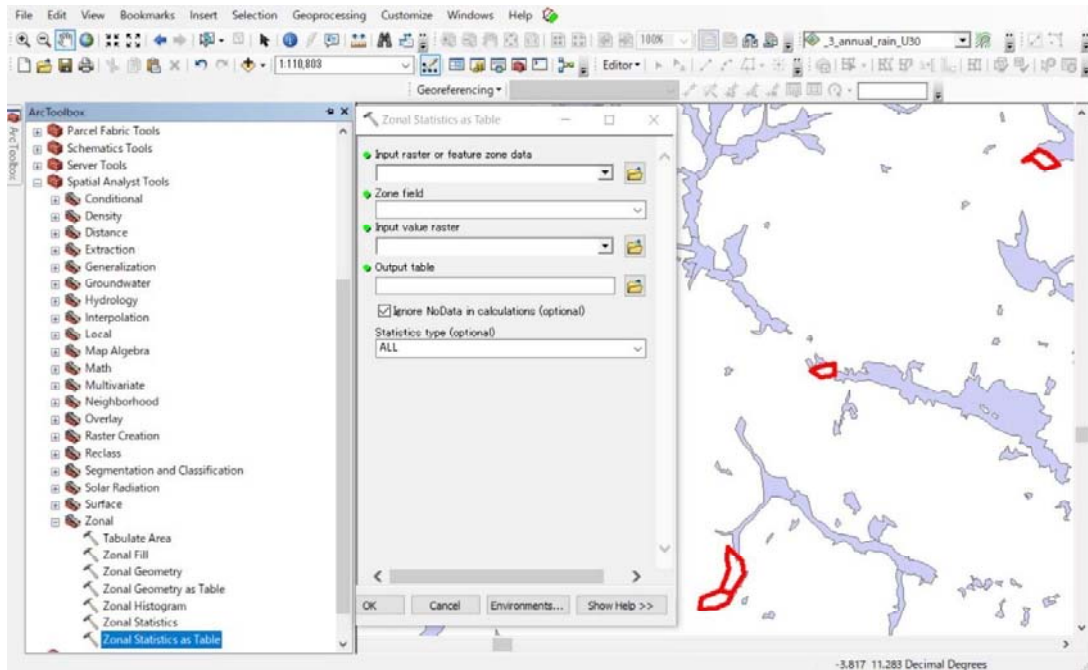 File Edit View Bookmarks Insert Selection Geoprocessing Customize Windows Help
100% _3_annual_rain_U30
1:110,803 Editor
Georeferencing
ArcToolbox
ArcToolbox
Parcel Fabric Tools
Schematics Tools
Server Tools
Spatial Analyst Tools
Conditional
Density
Distance
Extraction
Generalization
Groundwater
Hydrology
Interpolation
Local
Map Algebra
Math
Multivariate
Neighborhood
Overlay
Raster Creation
Reclass
Segmentation and Classification
Solar Radiation
Surface
Zonal
Tabulate Area
Zonal Fill
Zonal Geometry
Zonal Geometry as Table
Zonal Histogram
Zonal Statistics
Zonal Statistics as Table
Zonal Statistics as Table
Input raster or feature zone data
Zone field
Input value raster
Output table
Ignore NoData in calculations (optional)
Statistics type (optional)
ALL
OK Cancel Environments... Show Help >>
-3.817 11.283 Decimal Degrees